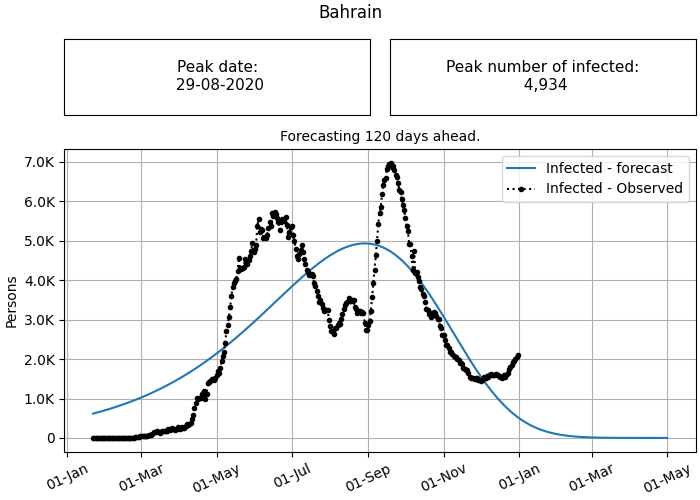 Bahrain
Peak date:
29-08-2020
Peak number of infected:
4,934
Forecasting 120 days ahead.
7.0K
6.0K
5.0K
4.0K
3.0K
2.0K
1.0K
0
Persons
Infected - forecast
Infected - Observed
01-Jan
01-Mar
01-May
01-Jul
01-Sep
01-Nov
01-Jan
01-Mar
01-May